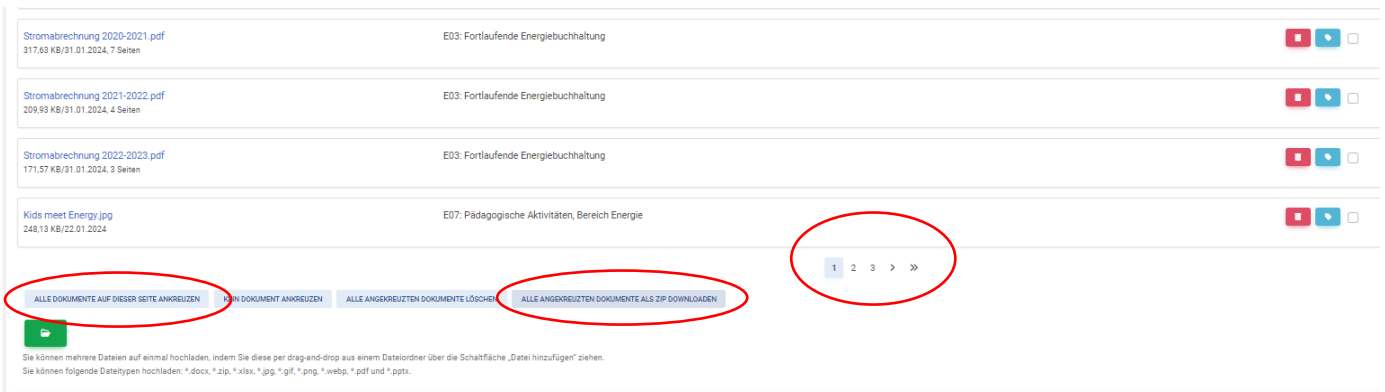 Stromabrechnung 2020-2021.pdf
E03: Fortlaufende Energiebuchhaltung
317,63 KB/31.01.2024, 7 Seiten
Stromabrechnung 2021-2022.pdf
E03: Fortlaufende Energiebuchhaltung
209,93 KB/31.01.2024, 4 Seiten
Stromabrechnung 2022-2023.pdf
E03: Fortlaufende Energiebuchhaltung
171,57 KB/31.01.2024, 3 Seiten
Kids meet Energy.jpg
E07: Pädagogische Aktivitäten, Bereich Energie
248,13 KB/22.01.2024
1 2 3 > »
ALLE DOKUMENTE AUF DIESER SEITE ANKREUZEN
KEIN DOKUMENT ANKREUZEN
ALLE ANGEKREUZTEN DOKUMENTE LÖSCHEN
ALLE ANGEKREUZTEN DOKUMENTE ALS ZIP DOWNLOADEN
Sie können mehrere Dateien auf einmal hochladen, indem Sie diese per drag-and-drop aus einem Dateiordner über die Schaltfläche „Datei hinzufügen" ziehen.
Sie können folgende Dateitypen hochladen: *.docx, *.zip, *.xlsx, *.jpg, *.gif, *.png, *.webp, *.pdf und *.pptx.